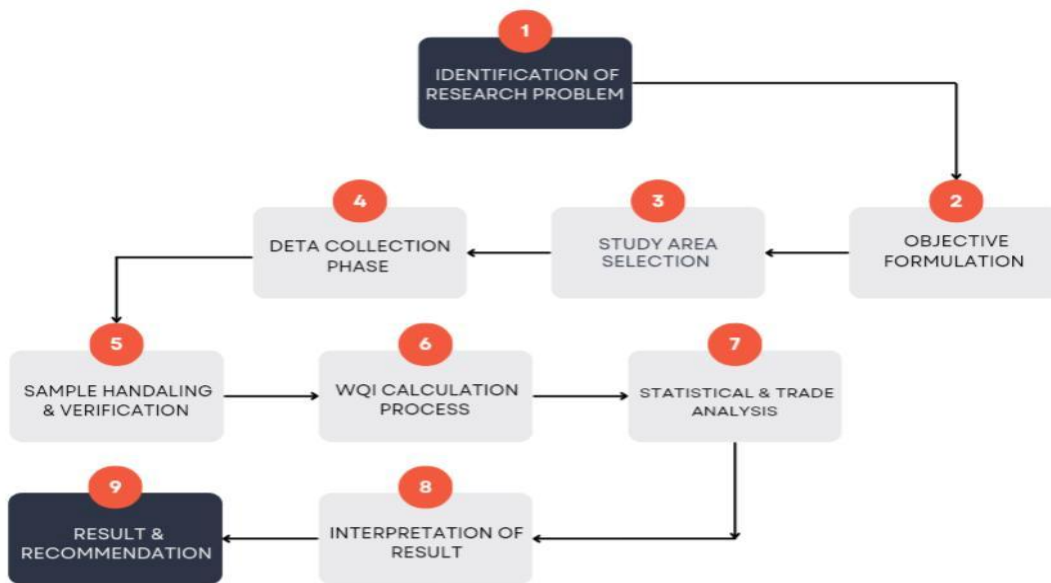 1
IDENTIFICATION OF
RESEARCH PROBLEM
2
OBJECTIVE
FORMULATION
3
STUDY AREA
SELECTION
4
DETA COLLECTION
PHASE
5
SAMPLE HANDALING
& VERIFICATION
6
WQI CALCULATION
PROCESS
7
STATISTICAL & TRADE
ANALYSIS
8
INTERPRETATION OF
RESULT
9
RESULT &
RECOMMENDATION